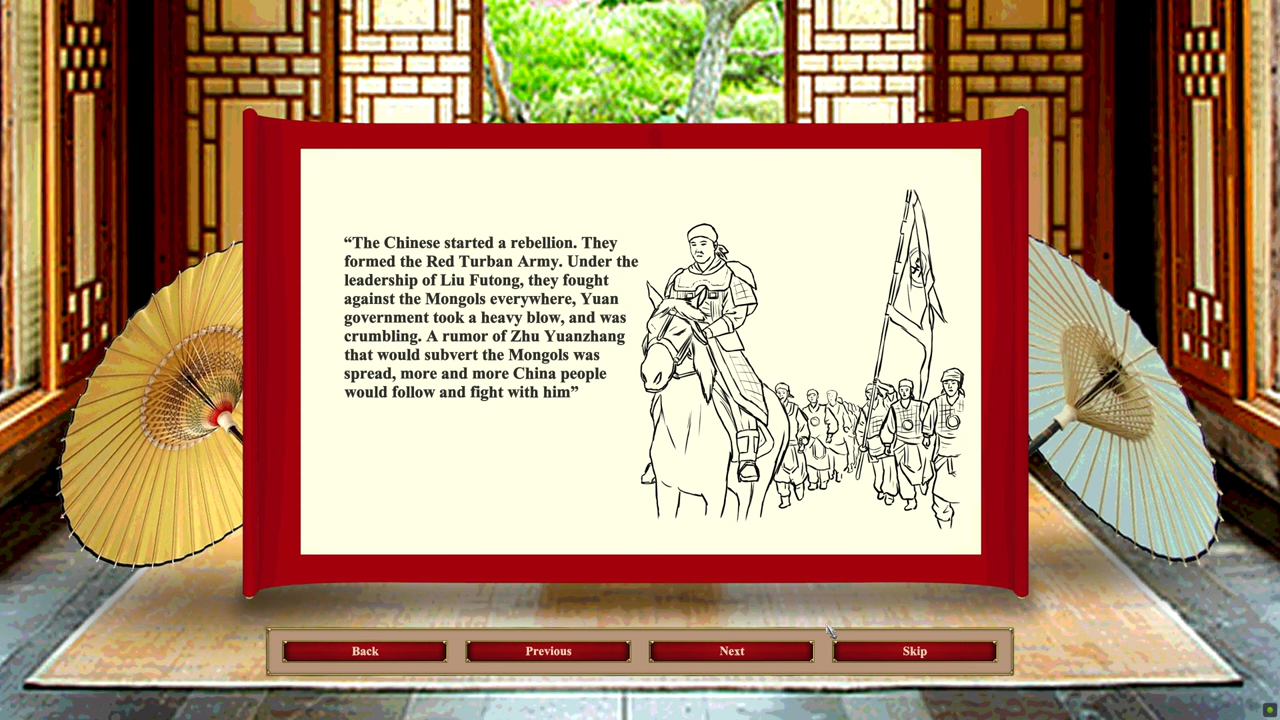 “The Chinese started a rebellion. They
formed the Red Turban Army. Under the
leadership of Liu Futong, they fought
against the Mongols everywhere, Yuan
government took a heavy blow, and was
crumbling. A rumor of Zhu Yuanzhang
that would subvert the Mongols was
spread, more and more China people
would follow and fight with him”
Back
Previous
Next
Skip